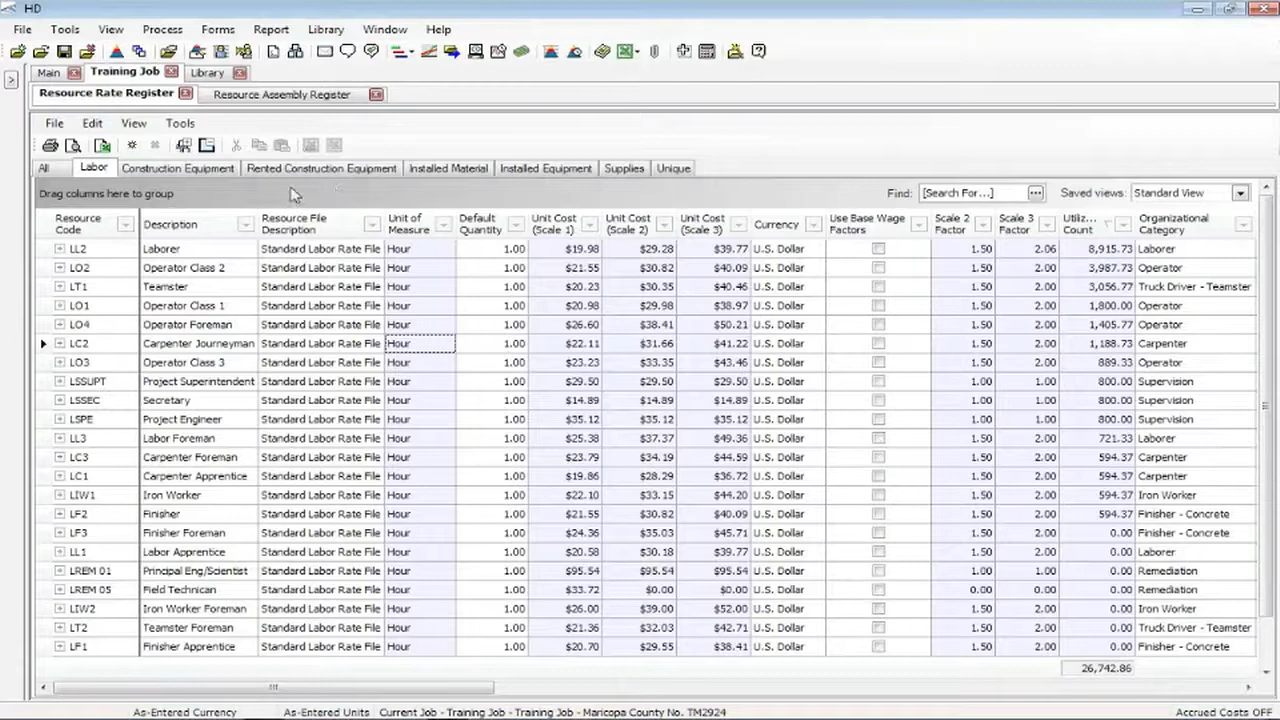 HD
File Tools View Process Forms Report Library Window Help
Main Training Job Library
Resource Rate Register Resource Assembly Register
File Edit View Tools
All Labor Construction Equipment Rented Construction Equipment Installed Material Installed Equipment Supplies Unique
Drag columns here to group Find: [Search For...] Saved views: Standard View
Resource Code Description Resource File Description Unit of Measure Default Quantity Unit Cost (Scale 1) Unit Cost (Scale 2) Unit Cost (Scale 3) Currency Use Base Wage Factors Scale 2 Factor Scale 3 Factor Utiliz... Count Organizational Category
LL2 Laborer Standard Labor Rate File Hour 1.00 $19.98 $29.28 $39.77 U.S. Dollar 1.50 2.06 8,915.73 Laborer
LO2 Operator Class 2 Standard Labor Rate File Hour 1.00 $21.55 $30.82 $40.09 U.S. Dollar 1.50 2.00 3,987.73 Operator
LT1 Teamster Standard Labor Rate File Hour 1.00 $20.23 $30.35 $40.46 U.S. Dollar 1.50 2.00 3,056.77 Truck Driver - Teamster
LO1 Operator Class 1 Standard Labor Rate File Hour 1.00 $20.98 $29.98 $38.97 U.S. Dollar 1.50 2.00 1,800.00 Operator
LO4 Operator Foreman Standard Labor Rate File Hour 1.00 $26.60 $38.41 $50.21 U.S. Dollar 1.50 2.00 1,405.77 Operator
LC2 Carpenter Journeyman Standard Labor Rate File Hour 1.00 $22.11 $31.66 $41.22 U.S. Dollar 1.50 2.00 1,188.73 Carpenter
LO3 Operator Class 3 Standard Labor Rate File Hour 1.00 $23.23 $33.35 $43.46 U.S. Dollar 1.50 2.00 889.33 Operator
LSSUPT Project Superintendent Standard Labor Rate File Hour 1.00 $29.50 $29.50 $29.50 U.S. Dollar 1.00 1.00 800.00 Supervision
LSSEC Secretary Standard Labor Rate File Hour 1.00 $14.89 $14.89 $14.89 U.S. Dollar 1.00 1.00 800.00 Supervision
LSPE Project Engineer Standard Labor Rate File Hour 1.00 $35.12 $35.12 $35.12 U.S. Dollar 1.00 1.00 800.00 Supervision
LL3 Labor Foreman Standard Labor Rate File Hour 1.00 $25.38 $37.37 $49.36 U.S. Dollar 1.50 2.00 721.33 Laborer
LC3 Carpenter Foreman Standard Labor Rate File Hour 1.00 $23.79 $34.19 $44.59 U.S. Dollar 1.50 2.00 594.37 Carpenter
LC1 Carpenter Apprentice Standard Labor Rate File Hour 1.00 $19.86 $28.29 $36.72 U.S. Dollar 1.50 2.00 594.37 Carpenter
LIW1 Iron Worker Standard Labor Rate File Hour 1.00 $22.10 $33.15 $44.20 U.S. Dollar 1.50 2.00 594.37 Iron Worker
LF2 Finisher Standard Labor Rate File Hour 1.00 $21.55 $30.82 $40.09 U.S. Dollar 1.50 2.00 594.37 Finisher - Concrete
LF3 Finisher Foreman Standard Labor Rate File Hour 1.00 $24.36 $35.03 $45.71 U.S. Dollar 1.50 2.00 0.00 Finisher - Concrete
LL1 Labor Apprentice Standard Labor Rate File Hour 1.00 $20.58 $30.18 $39.77 U.S. Dollar 1.50 2.00 0.00 Laborer
LREM 01 Principal Eng/Scientist Standard Labor Rate File Hour 1.00 $95.54 $95.54 $95.54 U.S. Dollar 1.00 1.00 0.00 Remediation
LREM 05 Field Technican Standard Labor Rate File Hour 1.00 $33.72 $0.00 $0.00 U.S. Dollar 0.00 0.00 0.00 Remediation
LIW2 Iron Worker Foreman Standard Labor Rate File Hour 1.00 $26.00 $39.00 $52.00 U.S. Dollar 1.50 2.00 0.00 Iron Worker
LT2 Teamster Foreman Standard Labor Rate File Hour 1.00 $21.36 $32.03 $42.71 U.S. Dollar 1.50 2.00 0.00 Truck Driver - Teamster
LF1 Finisher Apprentice Standard Labor Rate File Hour 1.00 $20.70 $29.55 $38.41 U.S. Dollar 1.50 2.00 0.00 Finisher - Concrete
26,742.86
As-Entered Currency As-Entered Units Current Job - Training Job - Training Job - Maricopa County No. TM2924 Accrued Costs OFF